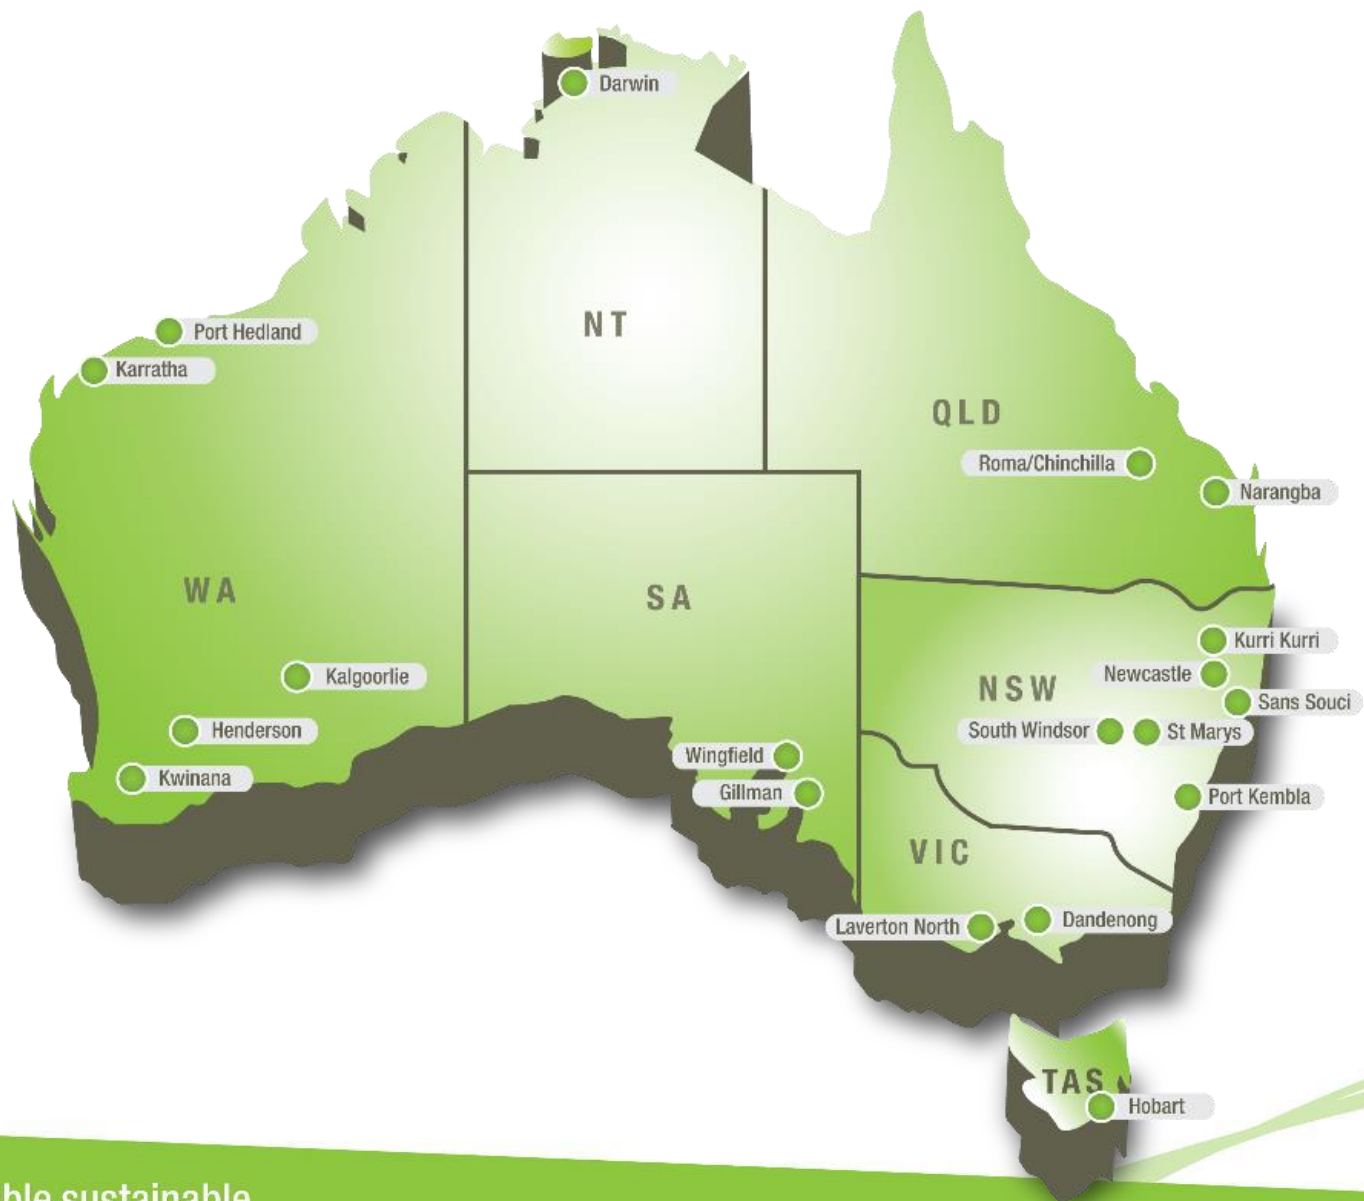 Darwin
Port Hedland
Karratha
NT
QLD
Roma/Chinchilla
Narangba
WA
SA
Kurri Kurri
Newcastle
NSW
Sans Souci
Kalgoorlie
South Windsor
St Marys
Henderson
Wingfield
Kwinana
Gillman
Port Kembla
VIC
Dandenong
Laverton North
TAS
Hobart
sustainable